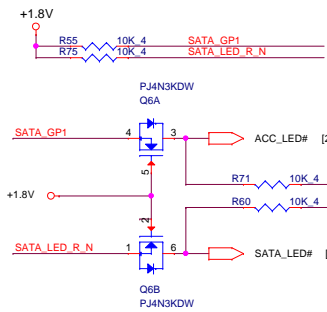 +1.8V
R55 10K_4 SATA_GP1
R75 10K_4 SATA_LED_R_N
PJ4N3KDW
Q6A
SATA_GP1 4 3 ACC_LED# [2
5
R71 10K_4
+1.8V
R60 10K_4
2
SATA_LED_R_N 1 6 SATA_LED# [
Q6B
PJ4N3KDW